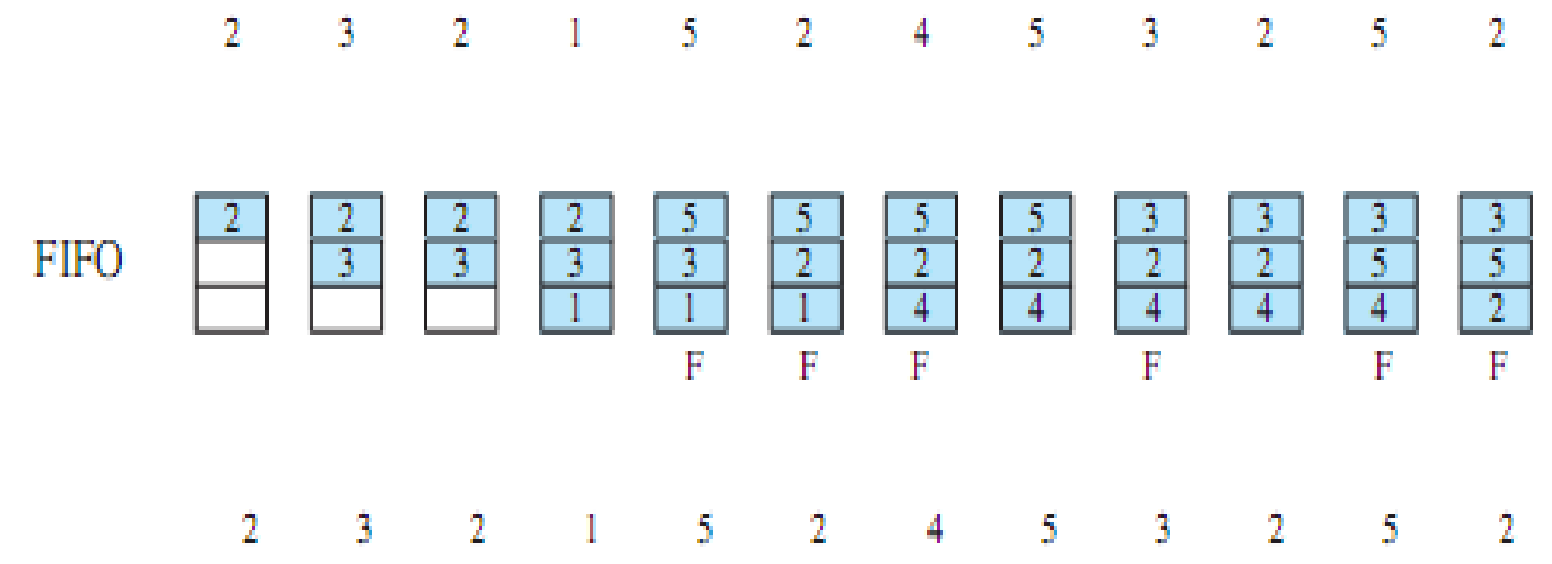 2 3 2 1 5 2 4 5 3 2 5 2
2 2 2 2 5 5 5 5 3 3 3 3
FIFO 3 3 3 3 2 2 2 2 2 5 5
1 1 1 4 4 4 4 4 2
F F F F F F
2 3 2 1 5 2 4 5 3 2 5 2